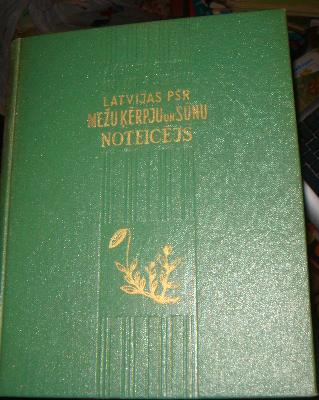 LATVIJAS PSR
MEŽU ĶĒRPJU UN SŪNU
NOTEICĒJS